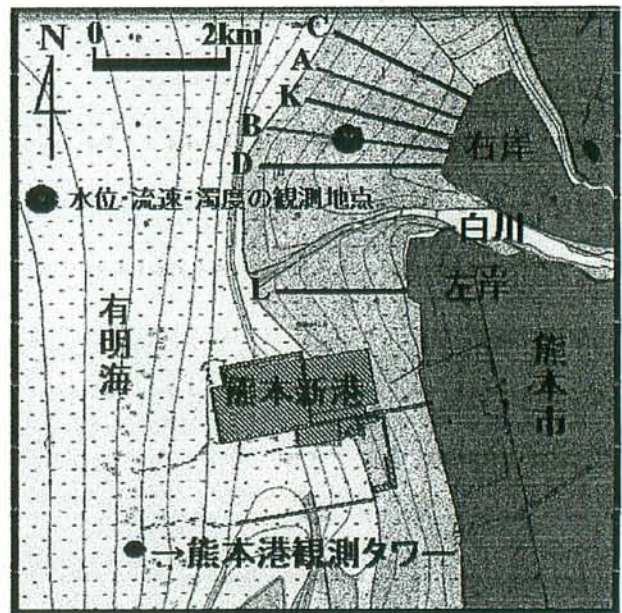 N
0 2km
C
A
K
B
D
右岸
水位・流速・濁度の観測地点
白川
L
左岸
有明海
熊本新港
熊本市
→熊本港観測タワー